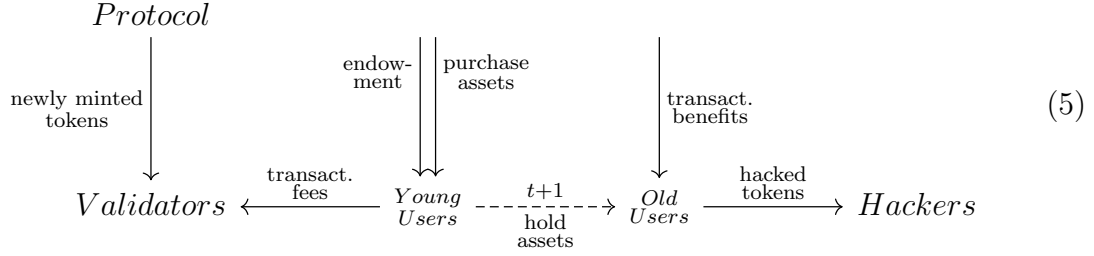 Protocol
endow-
ment
purchase
assets
newly minted
tokens
transact.
benefits
(5)
Validators
transact.
fees
Young
Users
t+1
hold
assets
Old
Users
hacked
tokens
Hackers